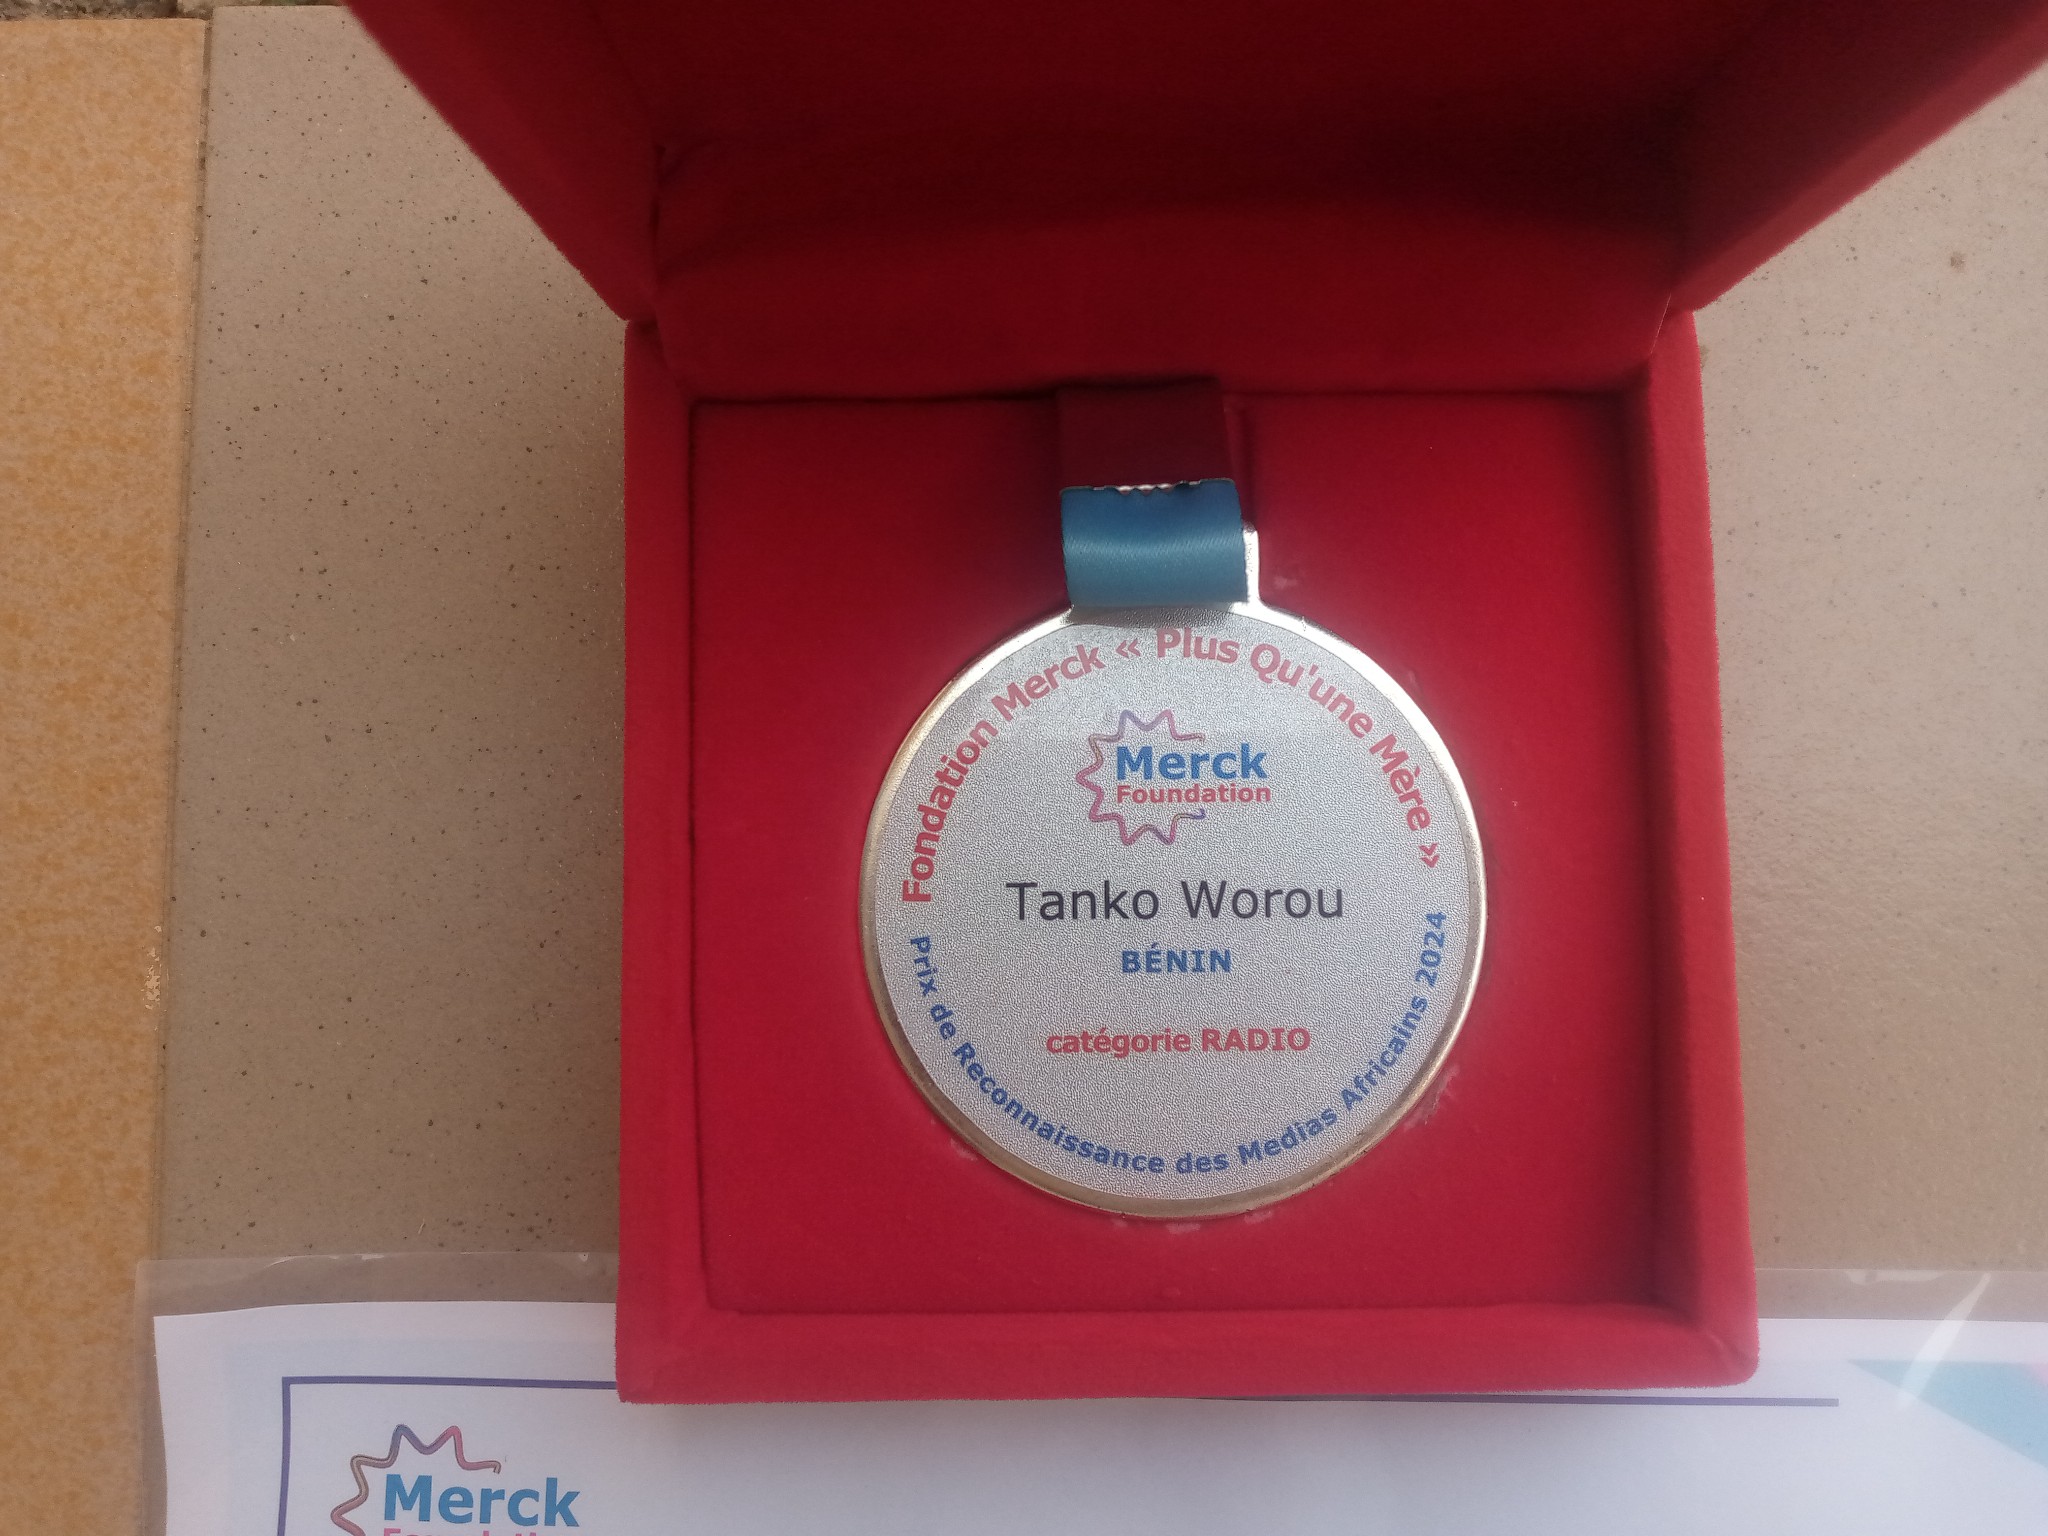 Fondation Merck « Plus Qu'une Mère »
Merck
Foundation
Tanko Worou
BÉNIN
catégorie RADIO
Prix de Reconnaissance des Medias Africains 2024
Merck